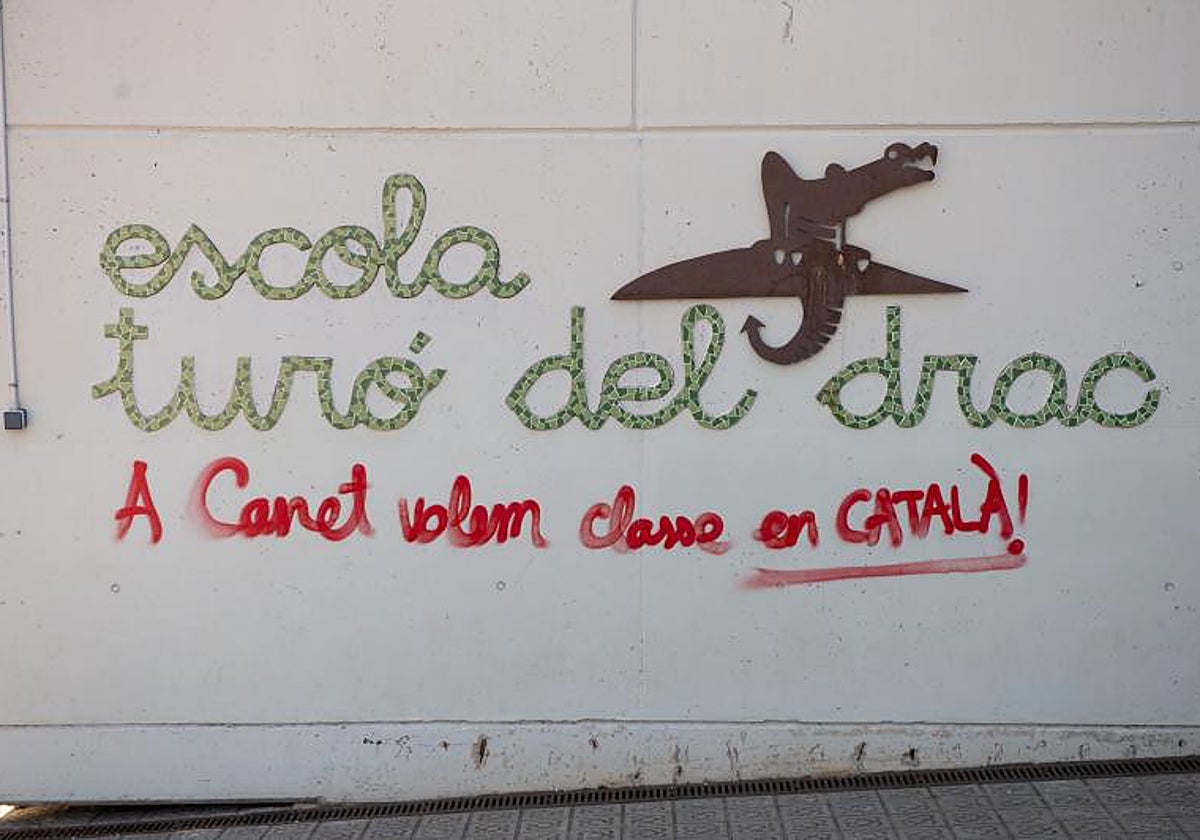 escola
turó del drac
A Canet volem classe en CATALÀ!